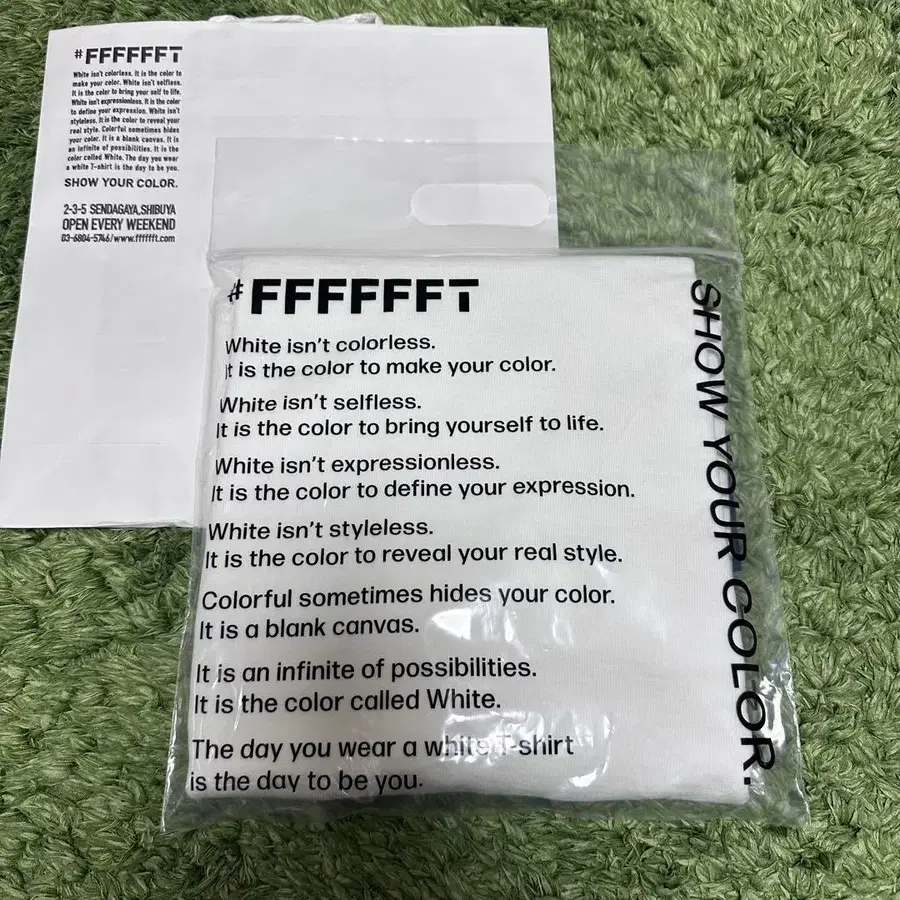 #FFFFFFT
White isn't colorless. It is the color to
make your color. White isn't selfless.
It is the color to bring your self to life.
White isn't expressionless. It is the color
to define your expression. White isn't
styleless. It is the color to reveal your
real style. Colorful sometimes hides
your color. It is a blank canvas. It is
an infinite of possibilities. It is the
color called White. The day you wear
a white T-shirt is the day to be you.
SHOW YOUR COLOR.
2-3-5 SENDAGAYA,SHIBUYA
OPEN EVERY WEEKEND
03-6804-5746/www.ffffffft.com
#FFFFFFT
White isn't colorless.
It is the color to make your color.
White isn't selfless.
It is the color to bring yourself to life.
White isn't expressionless.
It is the color to define your expression.
White isn't styleless.
It is the color to reveal your real style.
Colorful sometimes hides your color.
It is a blank canvas.
It is an infinite of possibilities.
It is the color called White.
The day you wear a white T-shirt
is the day to be you.
SHOW YOUR COLOR.